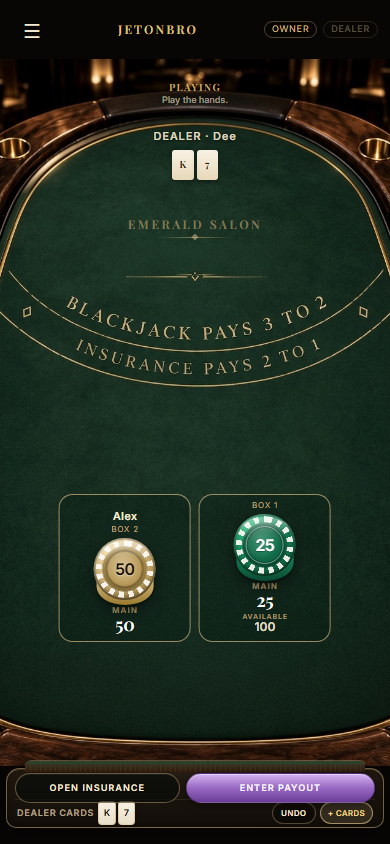 JETONBRO
OWNER
DEALER
PLAYING
Play the hands.
DEALER · Dee
K 7
EMERALD SALON
BLACKJACK PAYS 3 TO 2
INSURANCE PAYS 2 TO 1
Alex
BOX 2
50
MAIN
50
BOX 1
25
MAIN
25
AVAILABLE
100
OPEN INSURANCE
ENTER PAYOUT
DEALER CARDS K 7
UNDO
+ CARDS